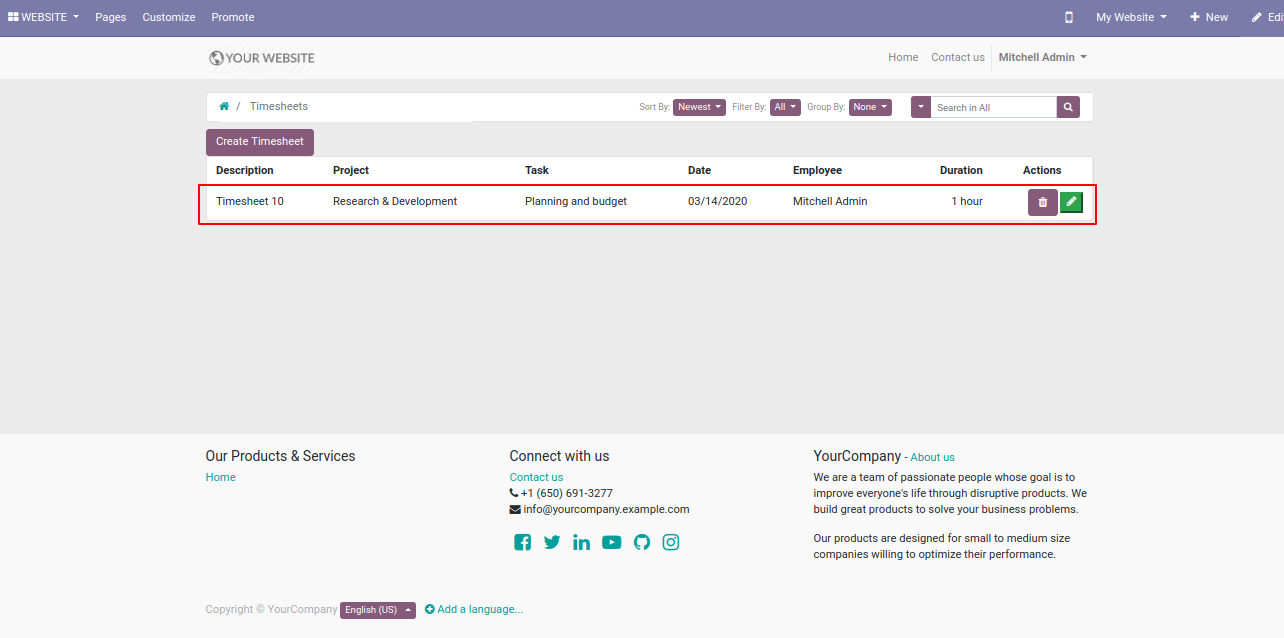 WEBSITE Pages Customize Promote My Website New Edi
YOUR WEBSITE Home Contact us Mitchell Admin
/ Timesheets Sort By: Newest Filter By: All Group By: None Search in All
Create Timesheet
Description Project Task Date Employee Duration Actions
Timesheet 10 Research & Development Planning and budget 03/14/2020 Mitchell Admin 1 hour
Our Products & Services
Home
Connect with us
Contact us
+1 (650) 691-3277
info@yourcompany.example.com
YourCompany - About us
We are a team of passionate people whose goal is to
improve everyone's life through disruptive products. We
build great products to solve your business problems.
Our products are designed for small to medium size
companies willing to optimize their performance.
Copyright © YourCompany English (US) Add a language...